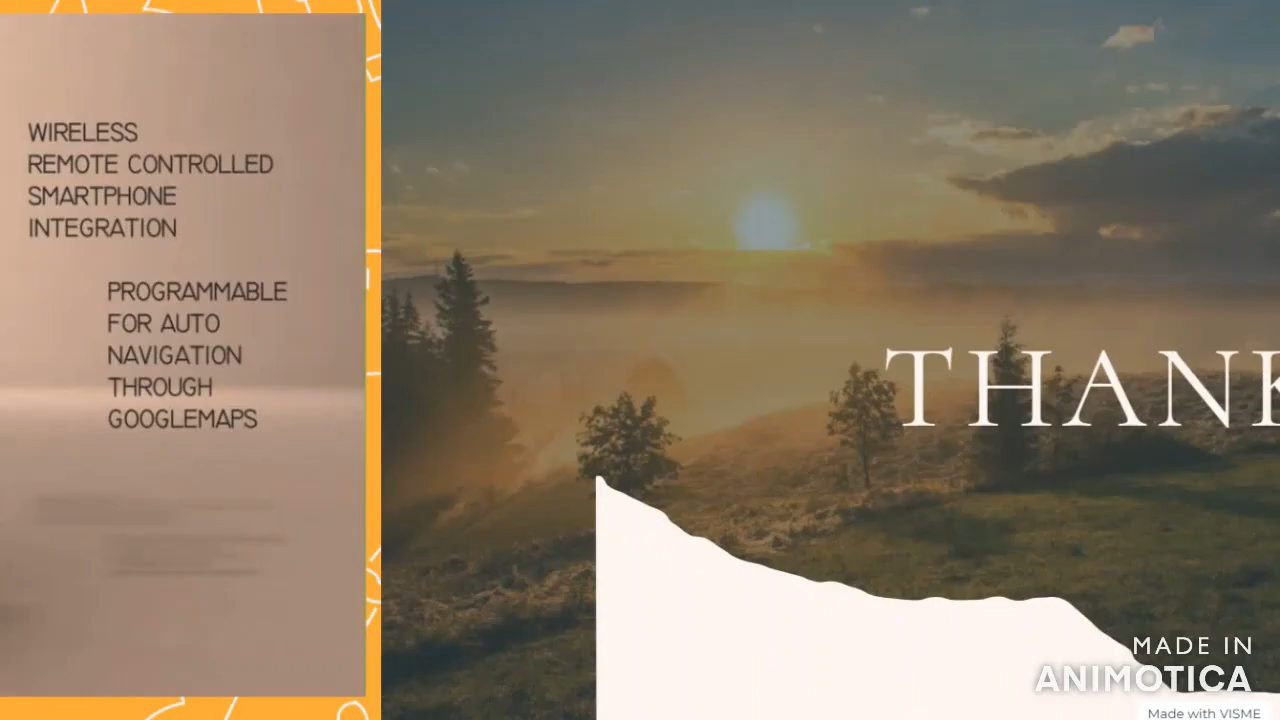 WIRELESS
REMOTE CONTROLLED
SMARTPHONE
INTEGRATION
PROGRAMMABLE
FOR AUTO
NAVIGATION
THROUGH
GOOGLEMAPS
THANK
MADE IN
ANIMOTICA
Made with VISME